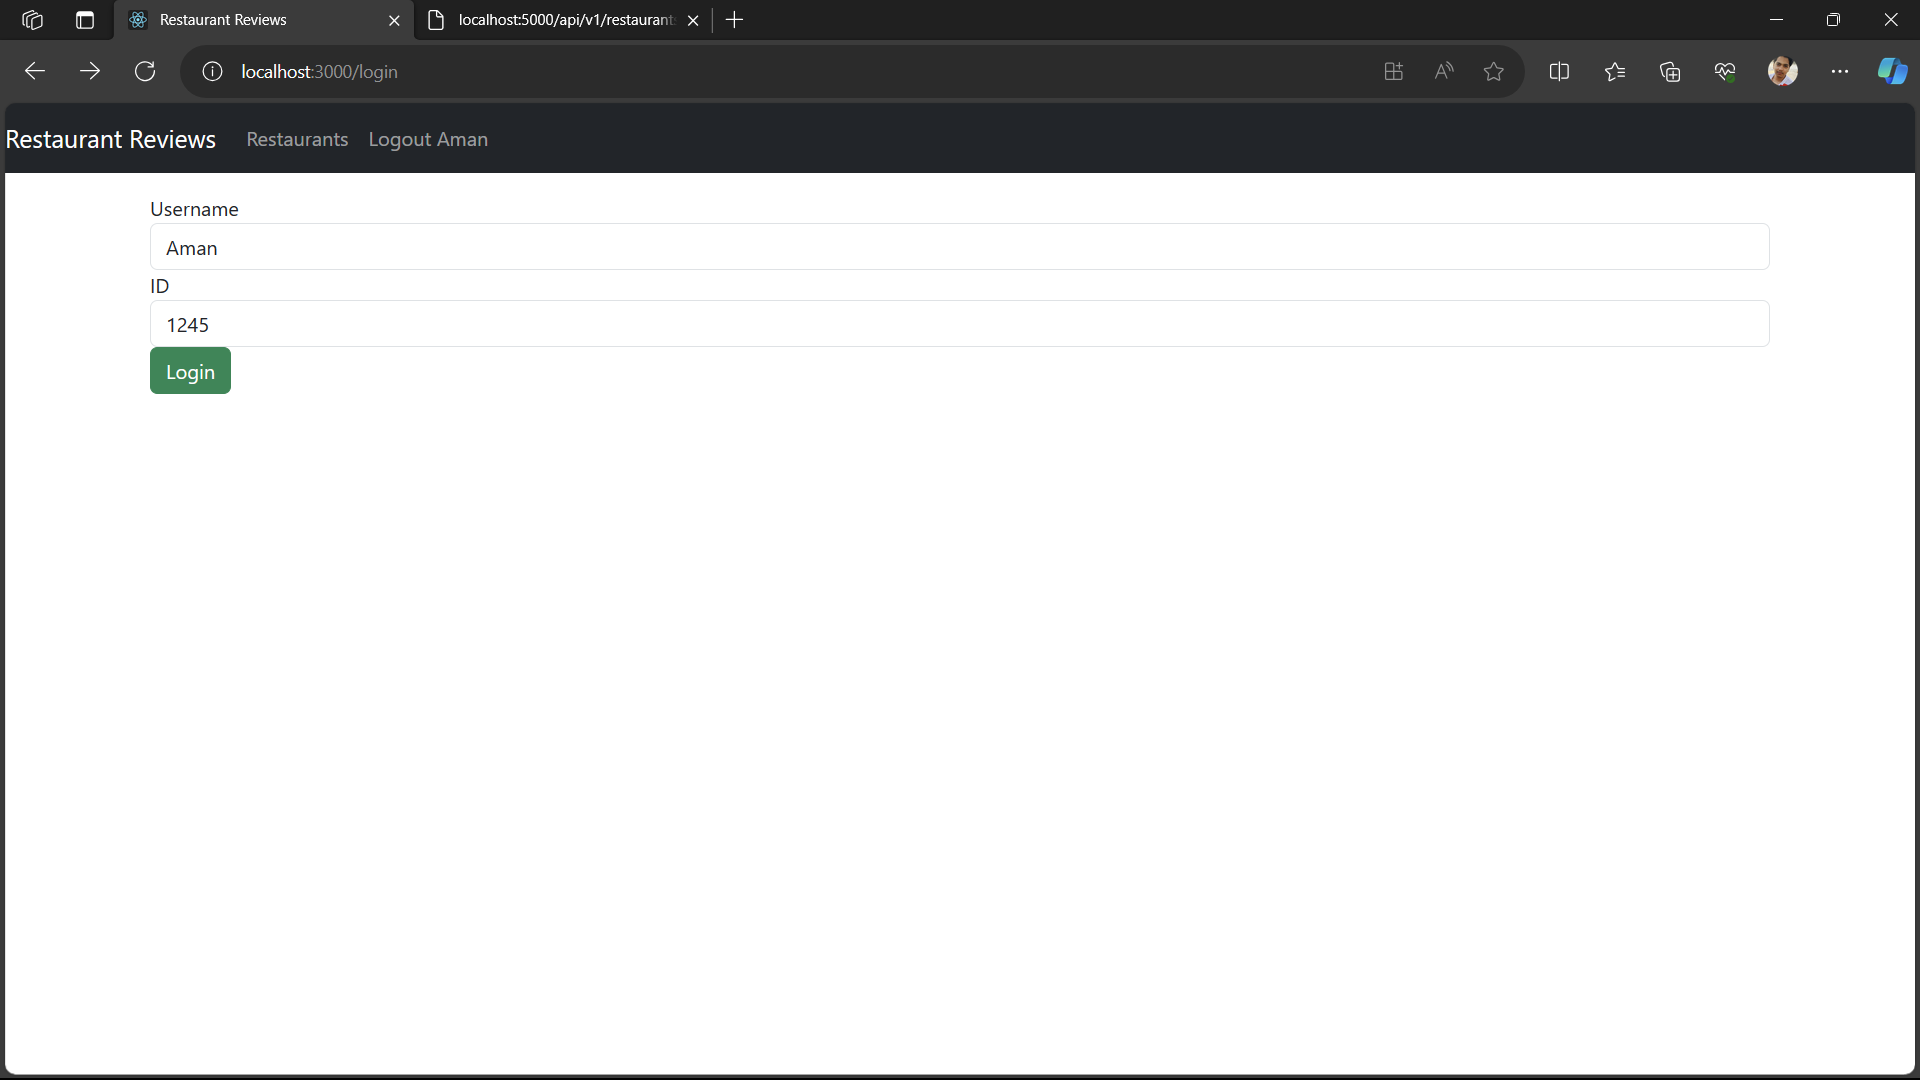 Restaurant Reviews
localhost:5000/api/v1/restaurant
localhost:3000/login
Restaurant Reviews Restaurants Logout Aman
Username
Aman
ID
1245
Login